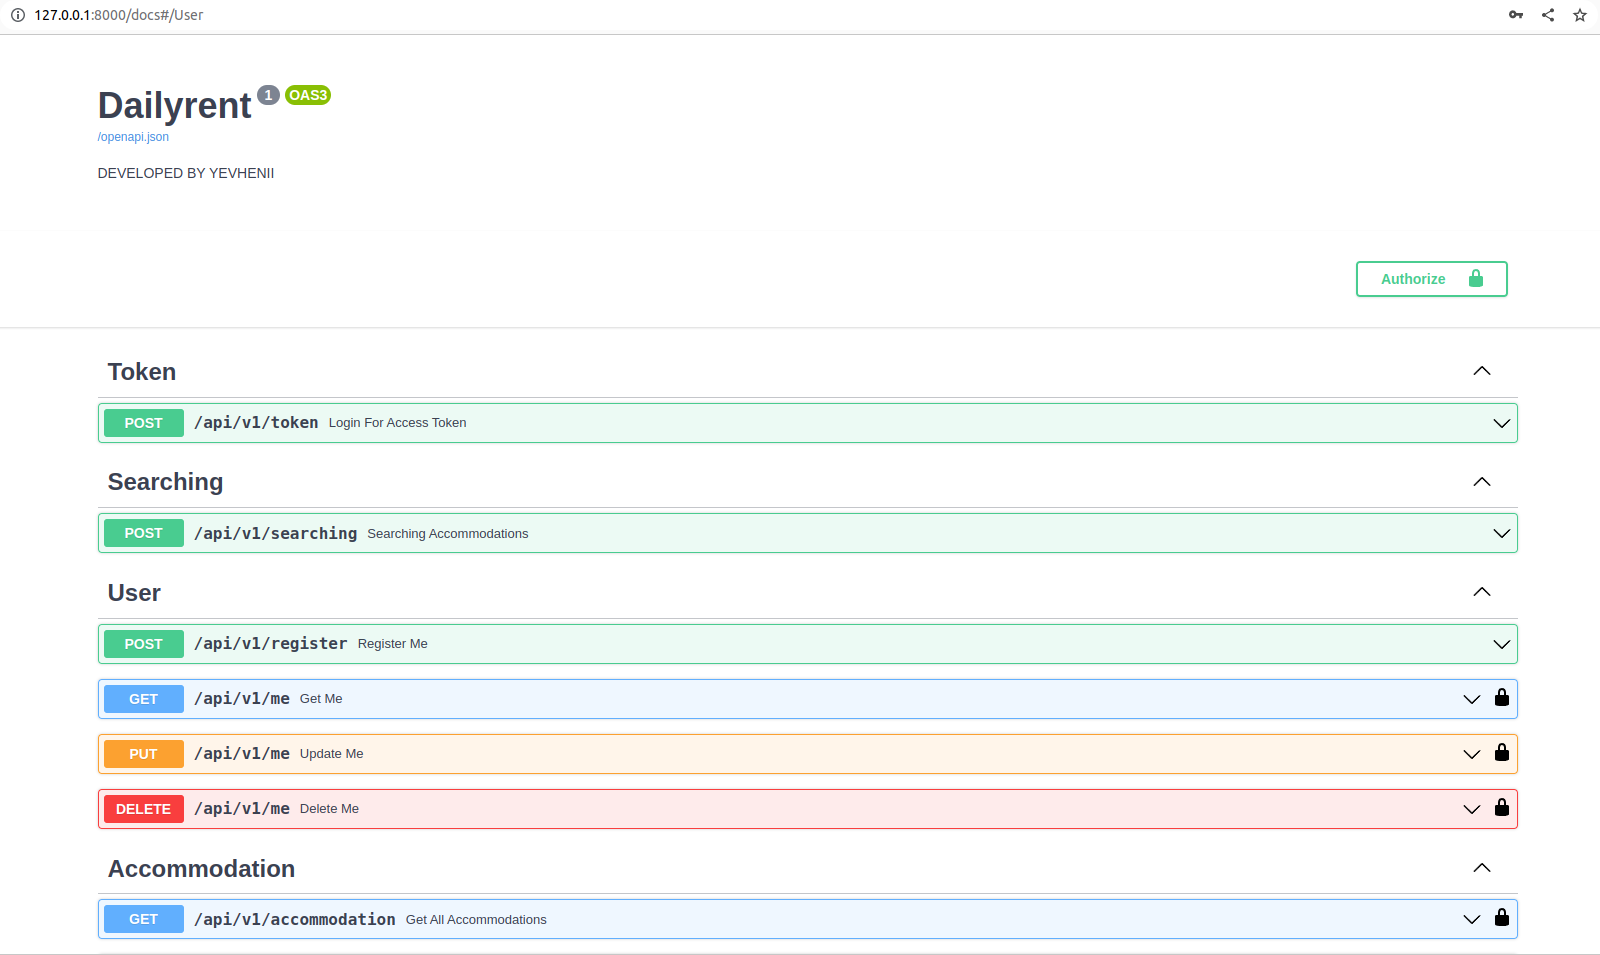 127.0.0.1:8000/docs#/User
Dailyrent 1 OAS3
/openapi.json
DEVELOPED BY YEVHENII
Authorize
Token
POST /api/v1/token Login For Access Token
Searching
POST /api/v1/searching Searching Accommodations
User
POST /api/v1/register Register Me
GET /api/v1/me Get Me
PUT /api/v1/me Update Me
DELETE /api/v1/me Delete Me
Accommodation
GET /api/v1/accommodation Get All Accommodations